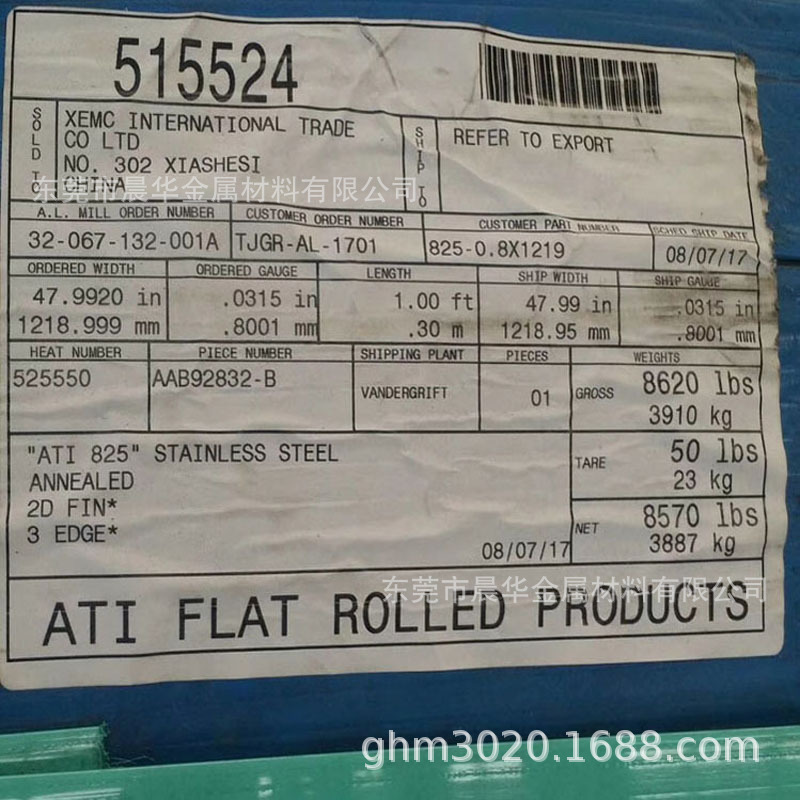 515524
SOLD TO
XEMC INTERNATIONAL TRADE
CO LTD
NO. 302 XIASHESI
CHINA
SHIP TO
REFER TO EXPORT
东莞市晨华金属材料有限公司
A.L. MILL ORDER NUMBER
32-067-132-001A
CUSTOMER ORDER NUMBER
TJGR-AL-1701
CUSTOMER PART NUMBER
825-0.8X1219
SCHED SHIP DATE
08/07/17
ORDERED WIDTH
47.9920 in
1218.999 mm
ORDERED GAUGE
.0315 in
.8001 mm
LENGTH
1.00 ft
.30 m
SHIP WIDTH
47.99 in
1218.95 mm
SHIP GAUGE
.0315 in
.8001 mm
HEAT NUMBER
525550
PIECE NUMBER
AAB92832-B
SHIPPING PLANT
VANDERGRIFT
PIECES
01
WEIGHTS
GROSS 8620 lbs
3910 kg
TARE 50 lbs
23 kg
NET 8570 lbs
3887 kg
"ATI 825" STAINLESS STEEL
ANNEALED
2D FIN*
3 EDGE*
08/07/17
东莞市晨华金属材料有限公司
ATI FLAT ROLLED PRODUCTS
ghm3020.1688.com